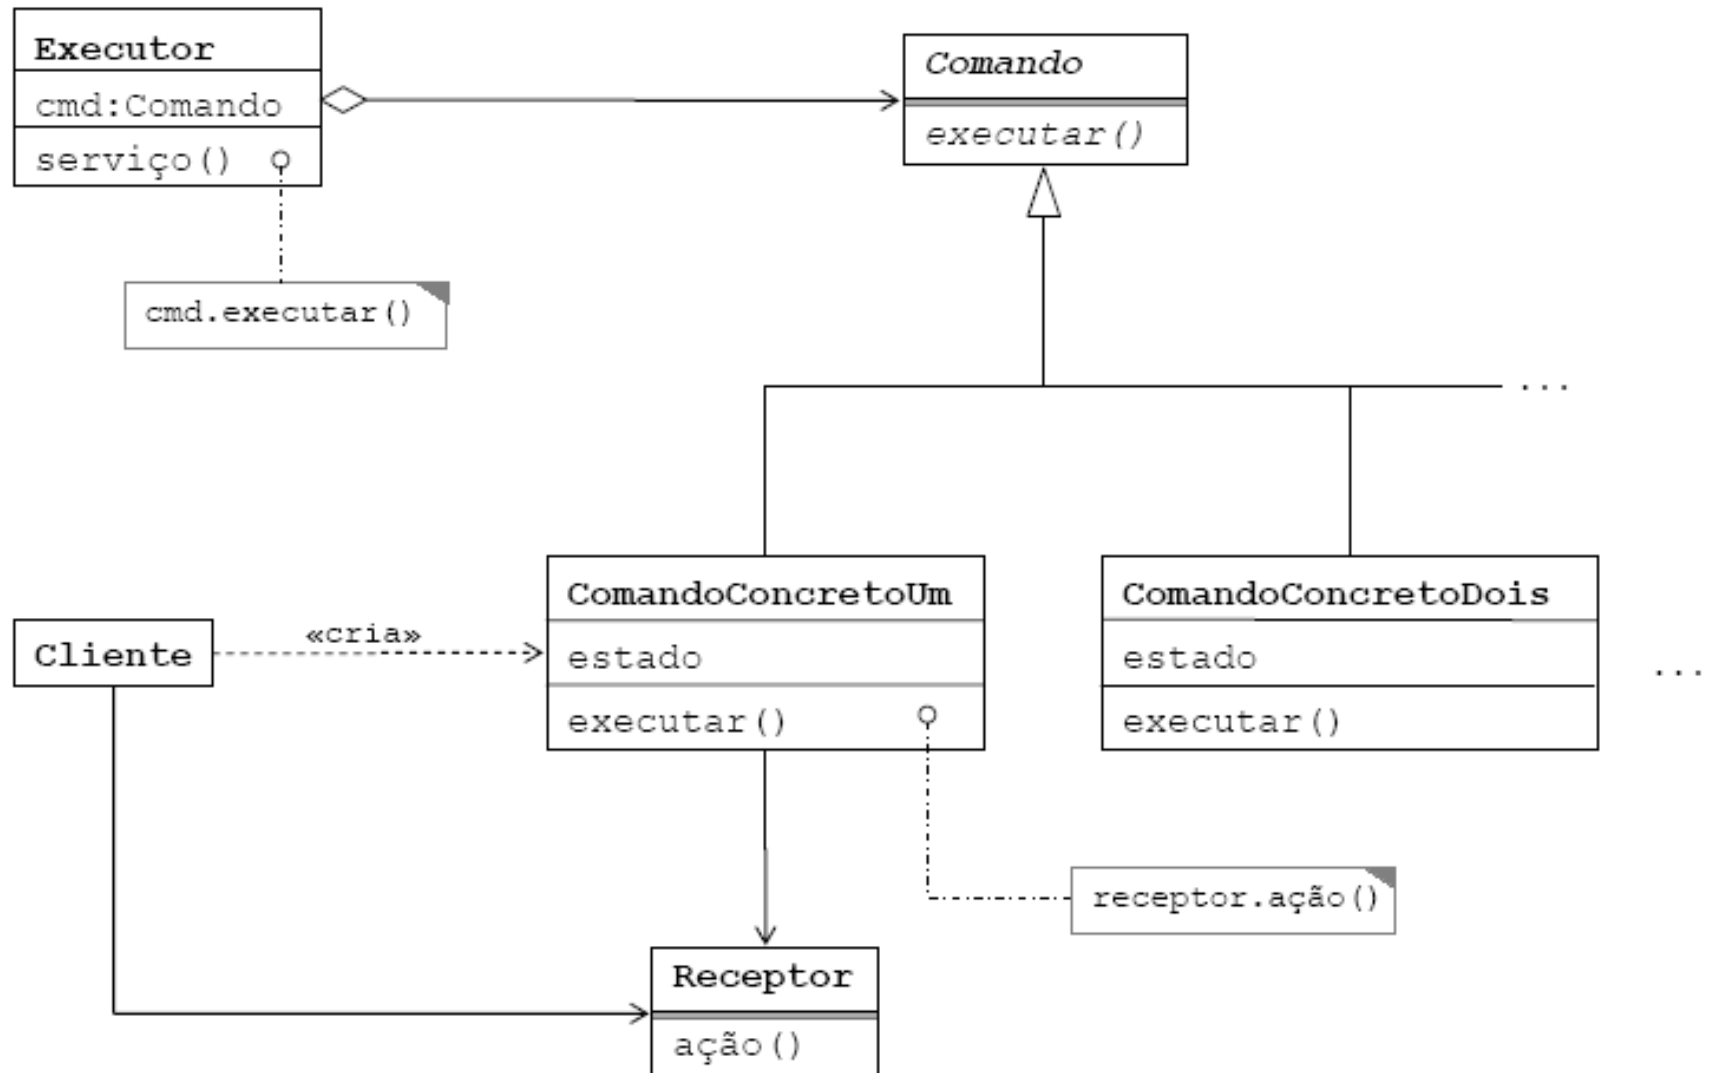 Executor
cmd:Comando
serviço()
cmd.executar()
Comando
executar()
...
Cliente
«cria»
ComandoConcretoUm
estado
executar()
ComandoConcretoDois
estado
executar()
...
receptor.ação()
Receptor
ação()